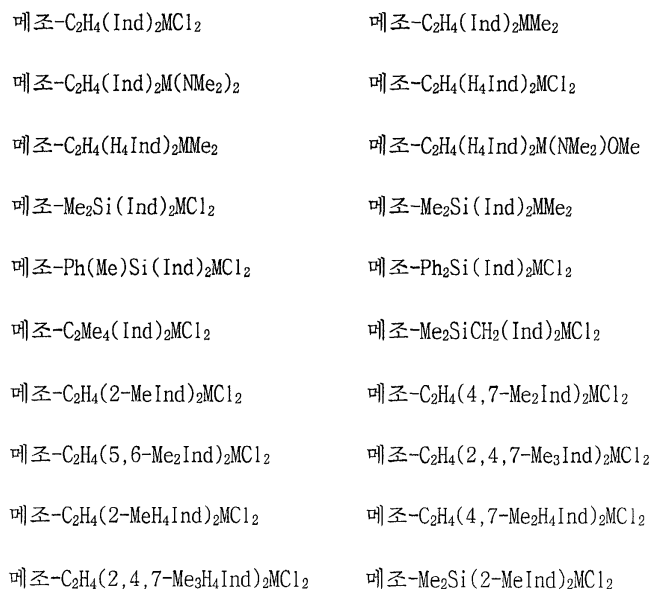 메조-C₂H₄(Ind)₂MCl₂ 메조-C₂H₄(Ind)₂MMe₂
메조-C₂H₄(Ind)₂M(NMe₂)₂ 메조-C₂H₄(H₄Ind)₂MCl₂
메조-C₂H₄(H₄Ind)₂MMe₂ 메조-C₂H₄(H₄Ind)₂M(NMe₂)OMe
메조-Me₂Si(Ind)₂MCl₂ 메조-Me₂Si(Ind)₂MMe₂
메조-Ph(Me)Si(Ind)₂MCl₂ 메조-Ph₂Si(Ind)₂MCl₂
메조-C₂Me₄(Ind)₂MCl₂ 메조-Me₂SiCH₂(Ind)₂MCl₂
메조-C₂H₄(2-MeInd)₂MCl₂ 메조-C₂H₄(4,7-Me₂Ind)₂MCl₂
메조-C₂H₄(5,6-Me₂Ind)₂MCl₂ 메조-C₂H₄(2,4,7-Me₃Ind)₂MCl₂
메조-C₂H₄(2-MeH₄Ind)₂MCl₂ 메조-C₂H₄(4,7-Me₂H₄Ind)₂MCl₂
메조-C₂H₄(2,4,7-Me₃H₄Ind)₂MCl₂ 메조-Me₂Si(2-MeInd)₂MCl₂